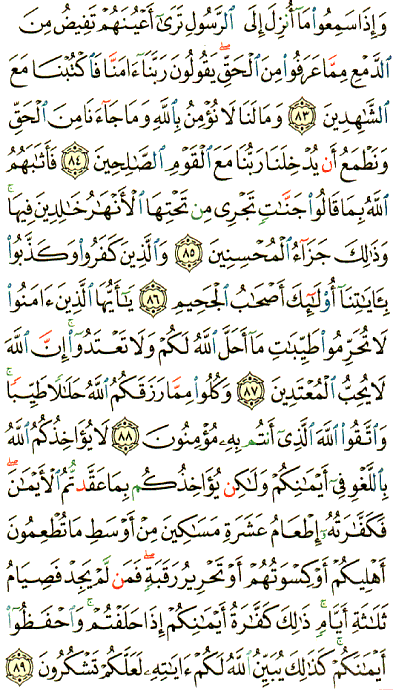 وَإِذَا سَمِعُوا۟ مَآ أُنزِلَ إِلَى ٱلرَّسُولِ تَرَىٰٓ أَعْيُنَهُمْ تَفِيضُ مِنَ
ٱلدَّمْعِ مِمَّا عَرَفُوا۟ مِنَ ٱلْحَقِّ ۖ يَقُولُونَ رَبَّنَآ ءَامَنَّا فَٱكْتُبْنَا مَعَ
ٱلشَّـٰهِدِينَ ٨٣ وَمَا لَنَا لَا نُؤْمِنُ بِٱللَّهِ وَمَا جَآءَنَا مِنَ ٱلْحَقِّ
وَنَطْمَعُ أَن يُدْخِلَنَا رَبُّنَا مَعَ ٱلْقَوْمِ ٱلصَّـٰلِحِينَ ٨٤ فَأَثَـٰبَهُمُ
ٱللَّهُ بِمَا قَالُوا۟ جَنَّـٰتٍ تَجْرِى مِن تَحْتِهَا ٱلْأَنْهَـٰرُ خَـٰلِدِينَ فِيهَا ۚ
وَذَٰلِكَ جَزَآءُ ٱلْمُحْسِنِينَ ٨٥ وَٱلَّذِينَ كَفَرُوا۟ وَكَذَّبُوا۟
بِـَٔايَـٰتِنَآ أُو۟لَـٰٓئِكَ أَصْحَـٰبُ ٱلْجَحِيمِ ٨٦ يَـٰٓأَيُّهَا ٱلَّذِينَ ءَامَنُوا۟
لَا تُحَرِّمُوا۟ طَيِّبَـٰتِ مَآ أَحَلَّ ٱللَّهُ لَكُمْ وَلَا تَعْتَدُوٓا۟ ۚ إِنَّ ٱللَّهَ
لَا يُحِبُّ ٱلْمُعْتَدِينَ ٨٧ وَكُلُوا۟ مِمَّا رَزَقَكُمُ ٱللَّهُ حَلَـٰلًا طَيِّبًا ۚ
وَٱتَّقُوا۟ ٱللَّهَ ٱلَّذِىٓ أَنتُم بِهِۦ مُؤْمِنُونَ ٨٨ لَا يُؤَاخِذُكُمُ ٱللَّهُ
بِٱللَّغْوِ فِىٓ أَيْمَـٰنِكُمْ وَلَـٰكِن يُؤَاخِذُكُم بِمَا عَقَّدتُّمُ ٱلْأَيْمَـٰنَ ۖ
فَكَفَّـٰرَتُهُۥٓ إِطْعَامُ عَشَرَةِ مَسَـٰكِينَ مِنْ أَوْسَطِ مَا تُطْعِمُونَ
أَهْلِيكُمْ أَوْ كِسْوَتُهُمْ أَوْ تَحْرِيرُ رَقَبَةٍ ۖ فَمَن لَّمْ يَجِدْ فَصِيَامُ
ثَلَـٰثَةِ أَيَّامٍ ۚ ذَٰلِكَ كَفَّـٰرَةُ أَيْمَـٰنِكُمْ إِذَا حَلَفْتُمْ ۚ وَٱحْفَظُوٓا۟
أَيْمَـٰنَكُمْ ۚ كَذَٰلِكَ يُبَيِّنُ ٱللَّهُ لَكُمْ ءَايَـٰتِهِۦ لَعَلَّكُمْ تَشْكُرُونَ ٨٩